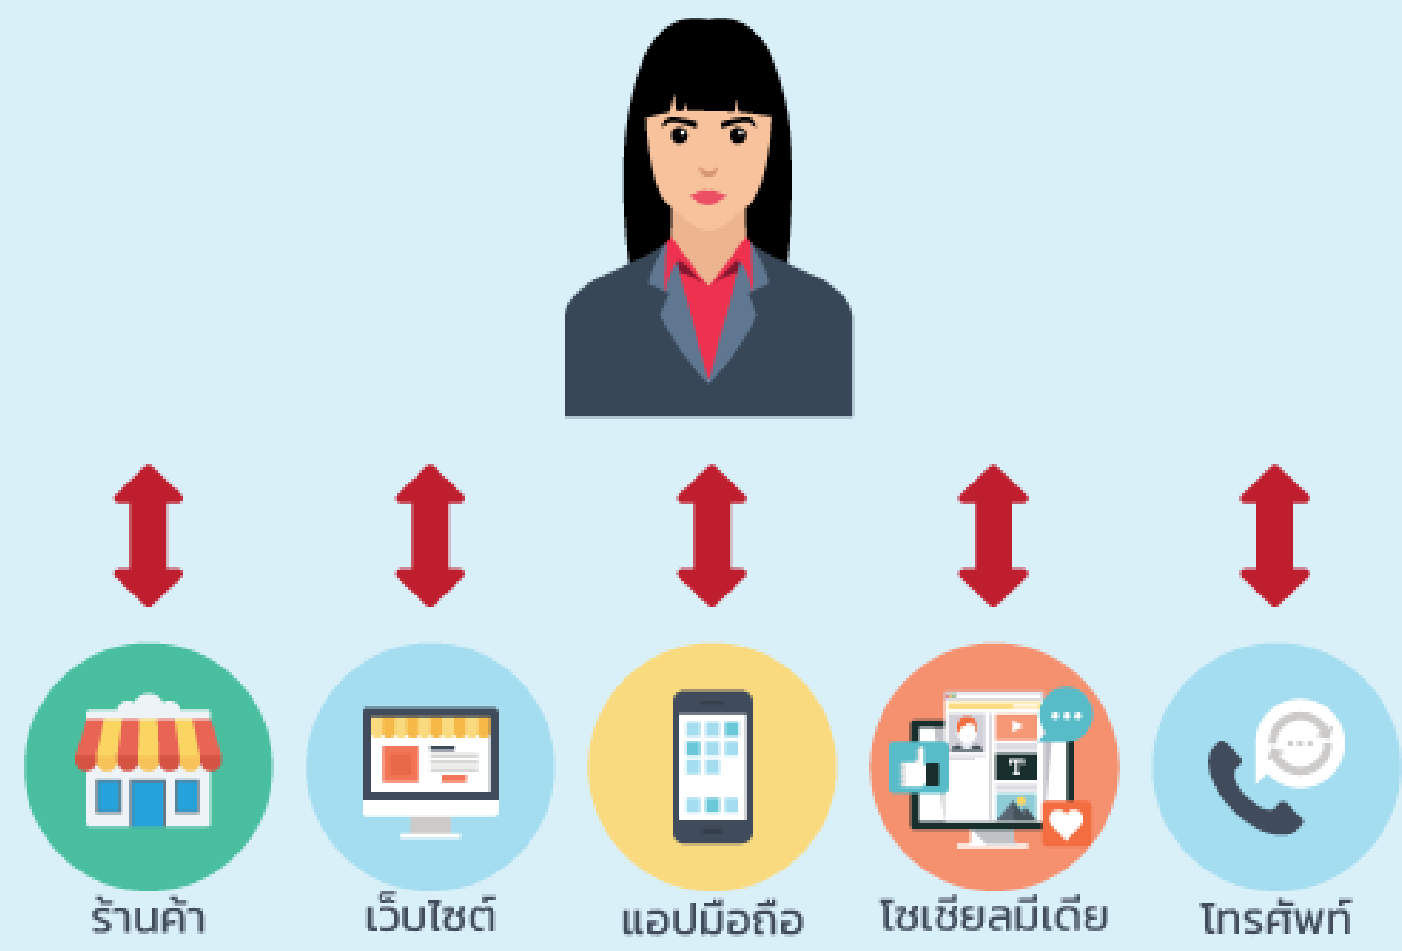 ร้านค้า
เว็บไซต์
แอปมือถือ
โซเชียลมีเดีย
โทรศัพท์
T